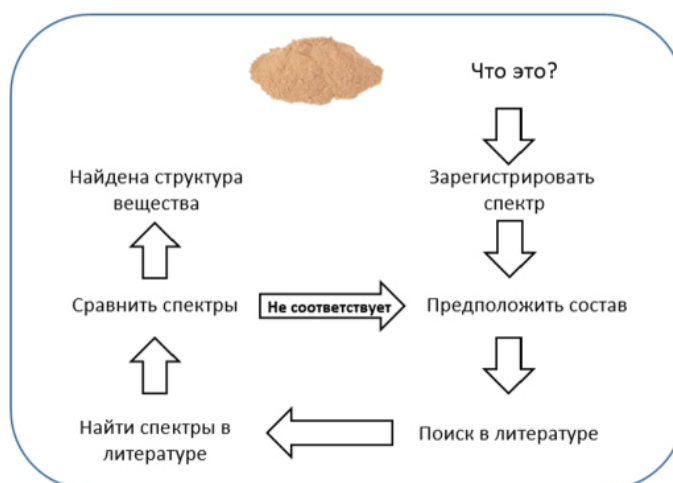 Что это?
Найдена структура
вещества
Зарегистрировать
спектр
Сравнить спектры
Не соответствует
Предположить состав
Найти спектры в
литературе
Поиск в литературе